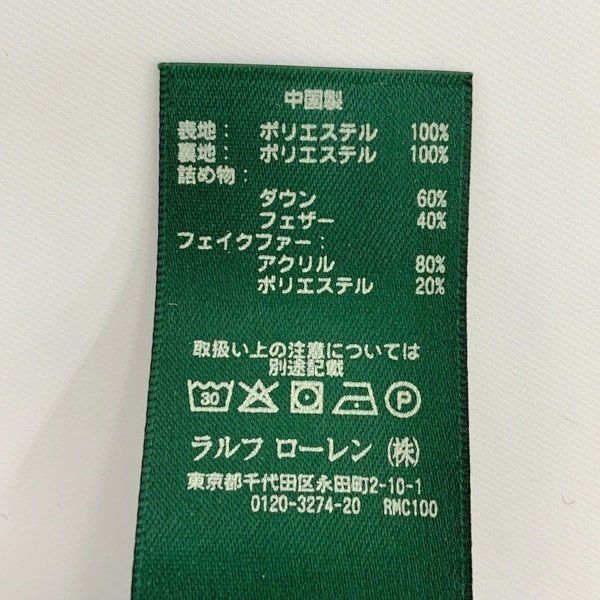 中国製
表地： ポリエステル 100%
裏地： ポリエステル 100%
詰め物：
ダウン 60%
フェザー 40%
フェイクファー：
アクリル 80%
ポリエステル 20%
取扱い上の注意については
別途記載
30 P
ラルフ ローレン (株)
東京都千代田区永田町2-10-1
0120-3274-20 RMC100